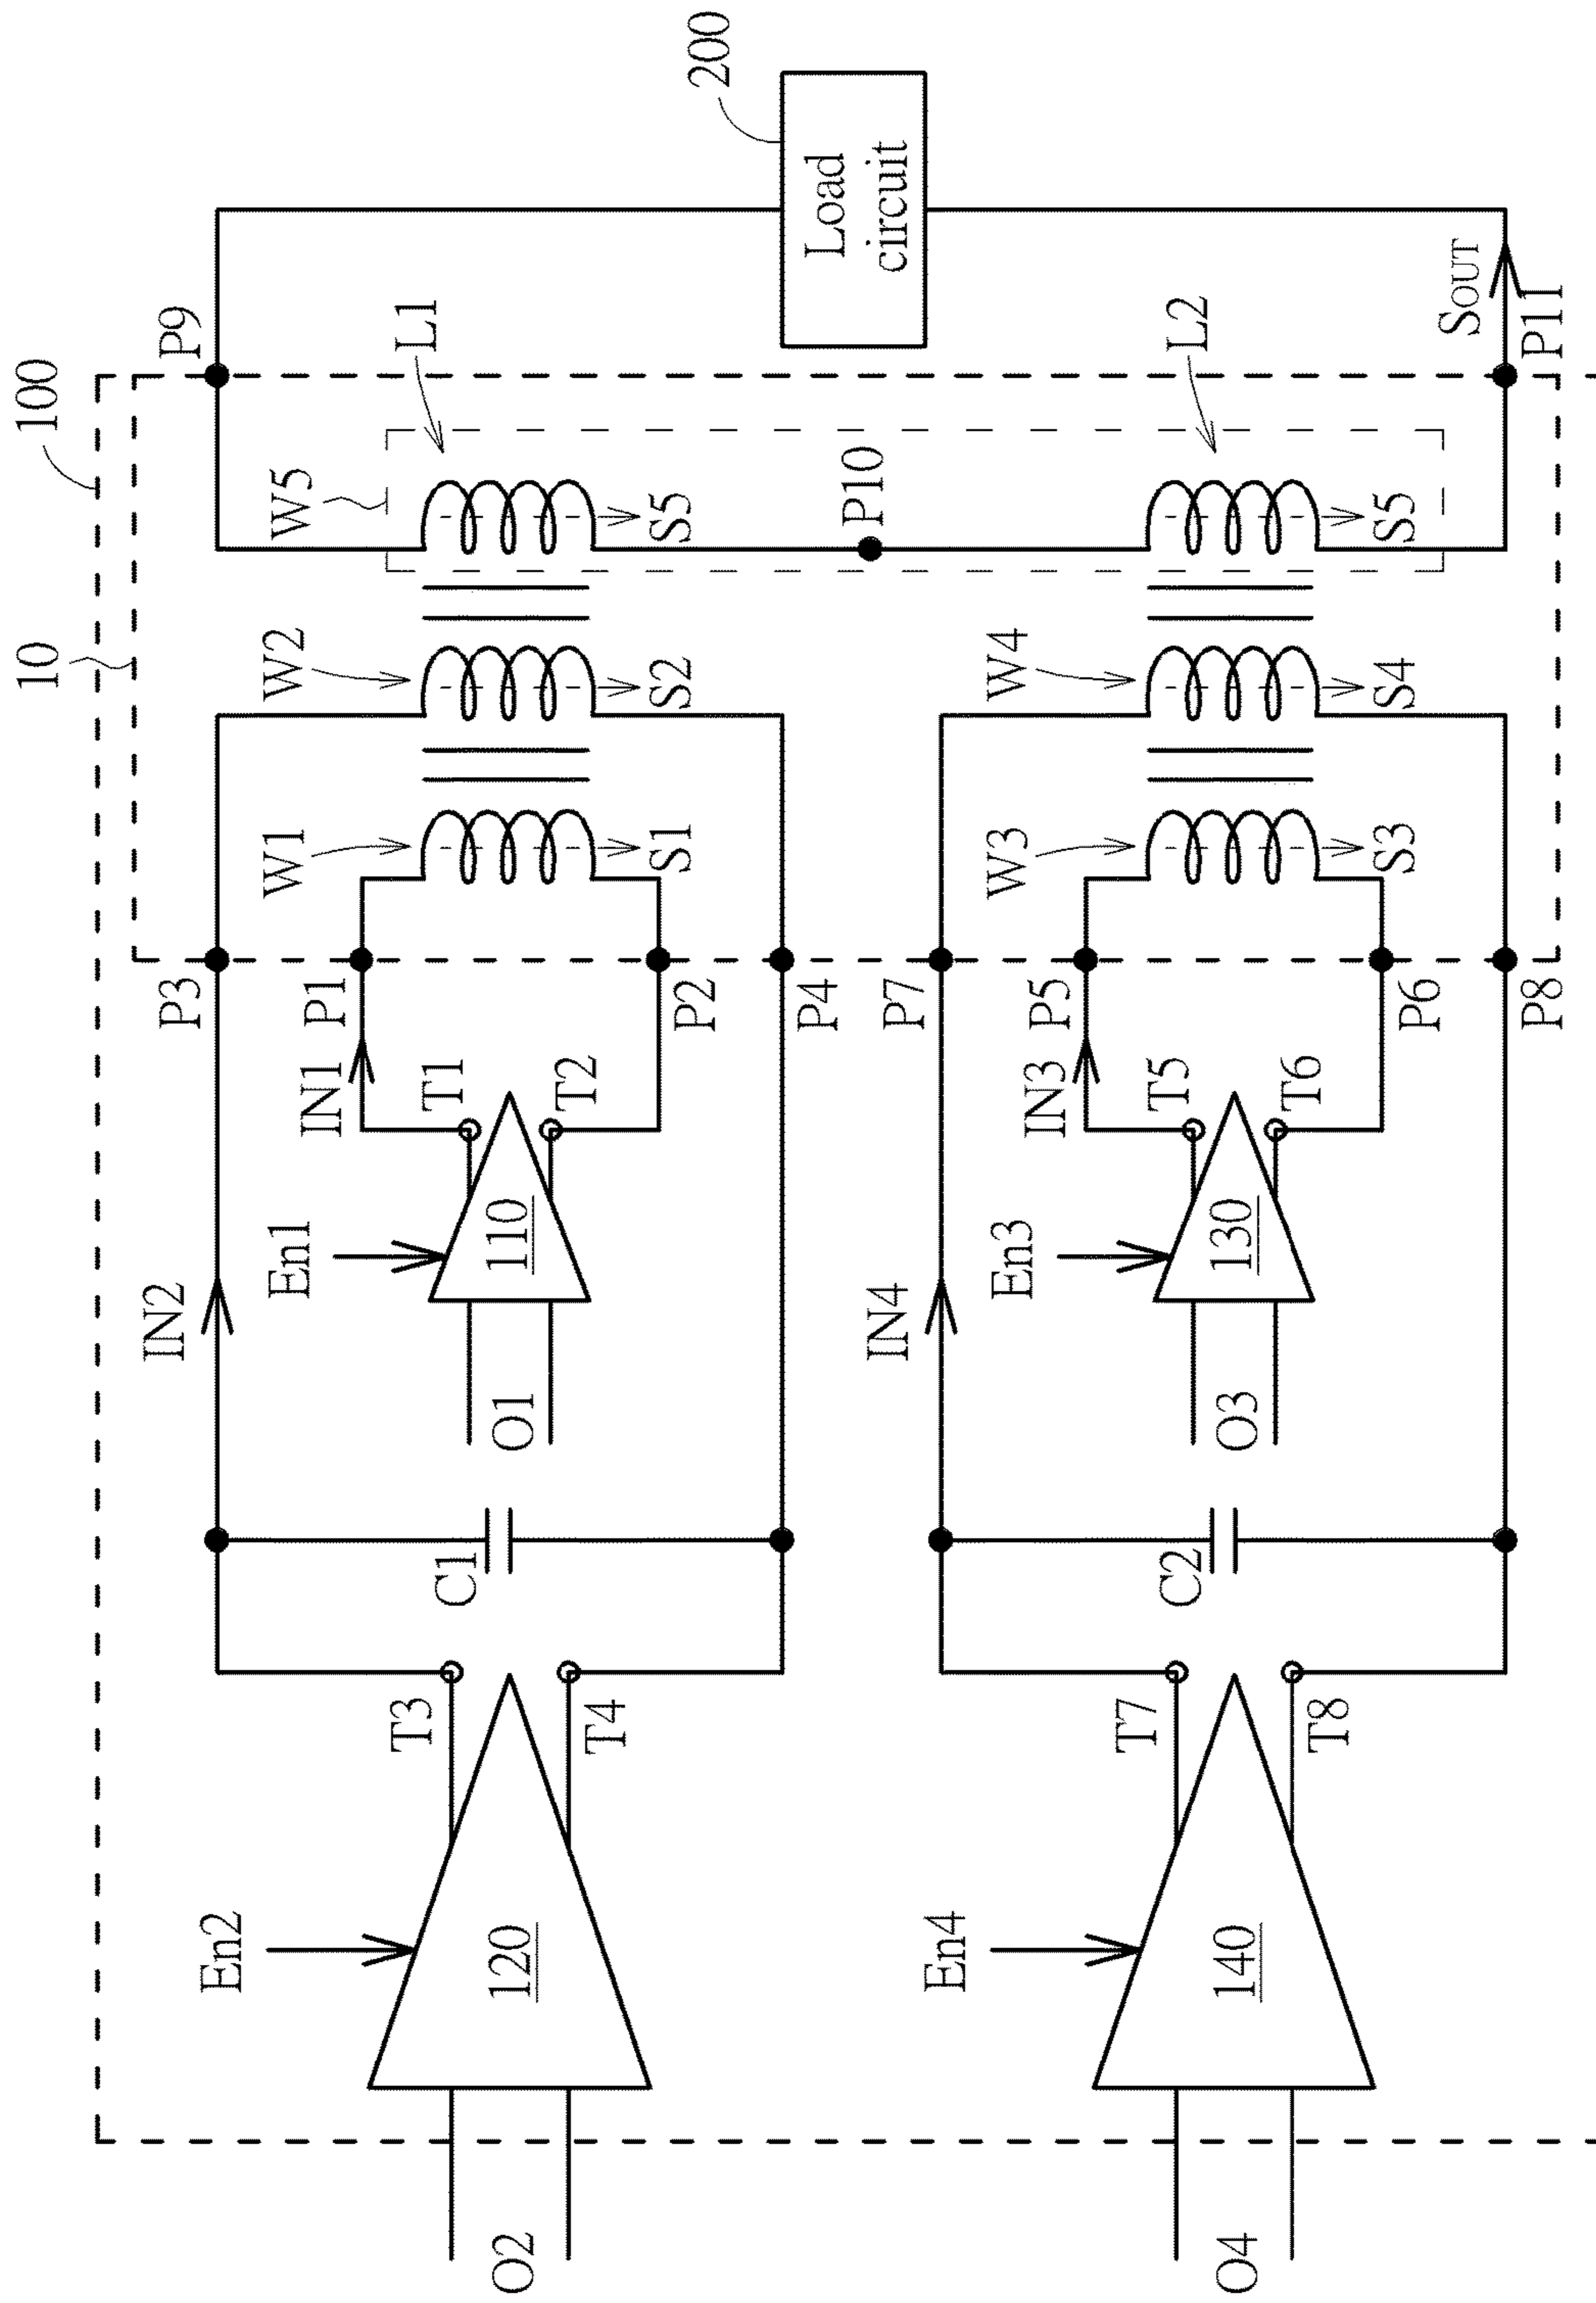 100
10
200
P9
W5
L1
S5
P10
L2
S5
SOUT
P11
Load
circuit
W2
S2
W4
S4
W1
S1
W3
S3
P3
P1
P2
P4
P7
P5
P6
P8
IN1
T1
T2
IN3
T5
T6
IN2
En1
110
IN4
En3
130
O1
O3
C1
C2
T3
T4
T7
T8
En2
120
En4
140
O2
O4